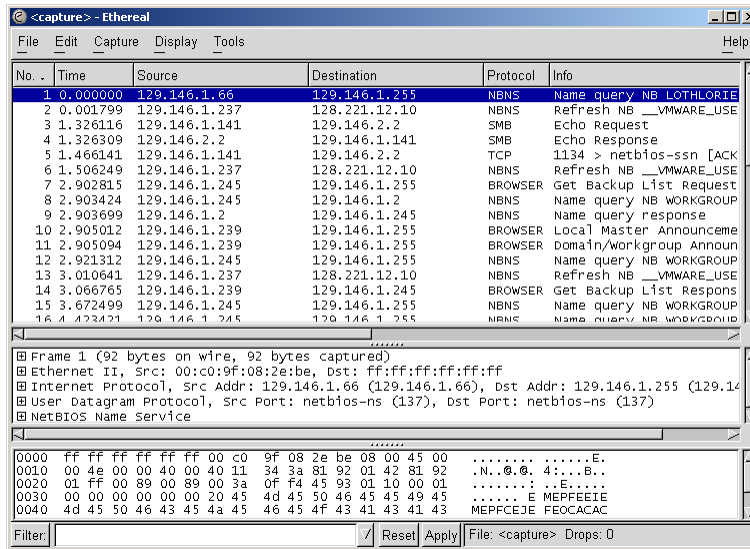 <capture> - Ethereal
File Edit Capture Display Tools Help
No. Time Source Destination Protocol Info
1 0.000000 129.146.1.66 129.146.1.255 NBNS Name query NB LOTHLORIE
2 0.001799 129.146.1.237 128.221.12.10 NBNS Refresh NB __VMWARE_USE
3 1.326116 129.146.1.141 129.146.2.2 SMB Echo Request
4 1.326309 129.146.2.2 129.146.1.141 SMB Echo Response
5 1.466141 129.146.1.141 129.146.2.2 TCP 1134 > netbios-ssn [ACK
6 1.506249 129.146.1.237 128.221.12.10 NBNS Refresh NB __VMWARE_USE
7 2.902815 129.146.1.245 129.146.1.255 BROWSER Get Backup List Request
8 2.903424 129.146.1.245 129.146.1.2 NBNS Name query NB WORKGROUP
9 2.903699 129.146.1.2 129.146.1.245 NBNS Name query response
10 2.905012 129.146.1.239 129.146.1.255 BROWSER Local Master Announceme
11 2.905094 129.146.1.239 129.146.1.255 BROWSER Domain/Workgroup Announ
12 2.921312 129.146.1.245 129.146.1.255 NBNS Name query NB WORKGROUP
13 3.010641 129.146.1.237 128.221.12.10 NBNS Refresh NB __VMWARE_USE
14 3.066765 129.146.1.239 129.146.1.245 BROWSER Get Backup List Respons
15 3.672499 129.146.1.245 129.146.1.255 NBNS Name query NB WORKGROUP
16 4.423421 129.146.1.245 129.146.1.255 NBNS Name query NB WORKGROUP
Frame 1 (92 bytes on wire, 92 bytes captured)
Ethernet II, Src: 00:c0:9f:08:2e:be, Dst: ff:ff:ff:ff:ff:ff
Internet Protocol, Src Addr: 129.146.1.66 (129.146.1.66), Dst Addr: 129.146.1.255 (129.14
User Datagram Protocol, Src Port: netbios-ns (137), Dst Port: netbios-ns (137)
NetBIOS Name Service
0000 ff ff ff ff ff ff 00 c0 9f 08 2e be 08 00 45 00 ........ ......E.
0010 00 4e 00 00 40 00 40 11 34 3a 81 92 01 42 81 92 .N..@.@. 4:...B..
0020 01 ff 00 89 00 89 00 3a 0f f4 45 93 01 10 00 01 .......: ..E.....
0030 00 00 00 00 00 00 20 45 4d 45 50 46 45 45 49 45 ...... E MEPFEEIE
0040 4d 45 50 46 43 45 4a 45 46 45 4f 43 41 43 41 43 MEPFCEJE FEOCACAC
Filter: Reset Apply File: <capture> Drops: 0